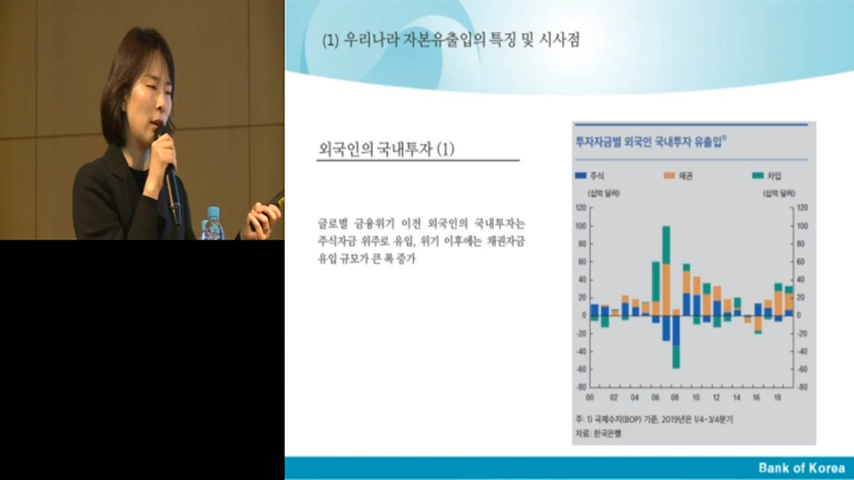 (1) 우리나라 자본유출입의 특징 및 시사점
외국인의 국내투자 (1)
글로벌 금융위기 이전 외국인의 국내투자는
주식자금 위주로 유입, 위기 이후에는 채권자금
유입 규모가 큰 폭 증가
투자자금별 외국인 국내투자 유출입¹⁾
주식 채권 차입
(십억 달러) (십억 달러)
120 120
100 100
80 80
60 60
40 40
20 20
0 0
-20 -20
-40 -40
-60 -60
-80 -80
00 02 04 06 08 10 12 14 16 18
주: 1) 국제수지(BOP) 기준, 2019년은 1/4~3/4분기
자료: 한국은행
Bank of Korea